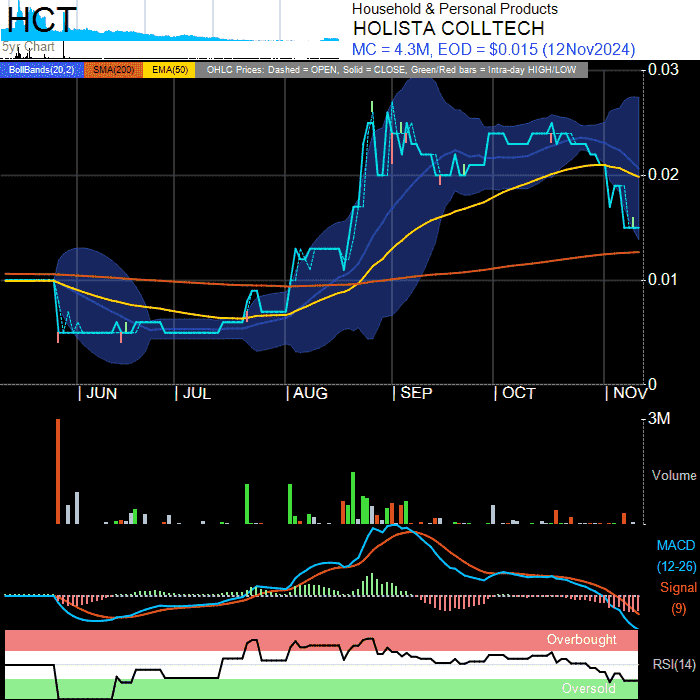 HCT
Household & Personal Products
HOLISTA COLLTECH
5yr Chart
MC = 4.3M, EOD = $0.015 (12Nov2024)
BollBands(20,2) SMA(200) EMA(50) OHLC Prices: Dashed = OPEN, Solid = CLOSE, Green/Red bars = Intra-day HIGH/LOW
0.03
0.02
0.01
0
| JUN | JUL | AUG | SEP | OCT | NOV
3M
Volume
MACD
(12-26)
Signal
(9)
Overbought
RSI(14)
Oversold